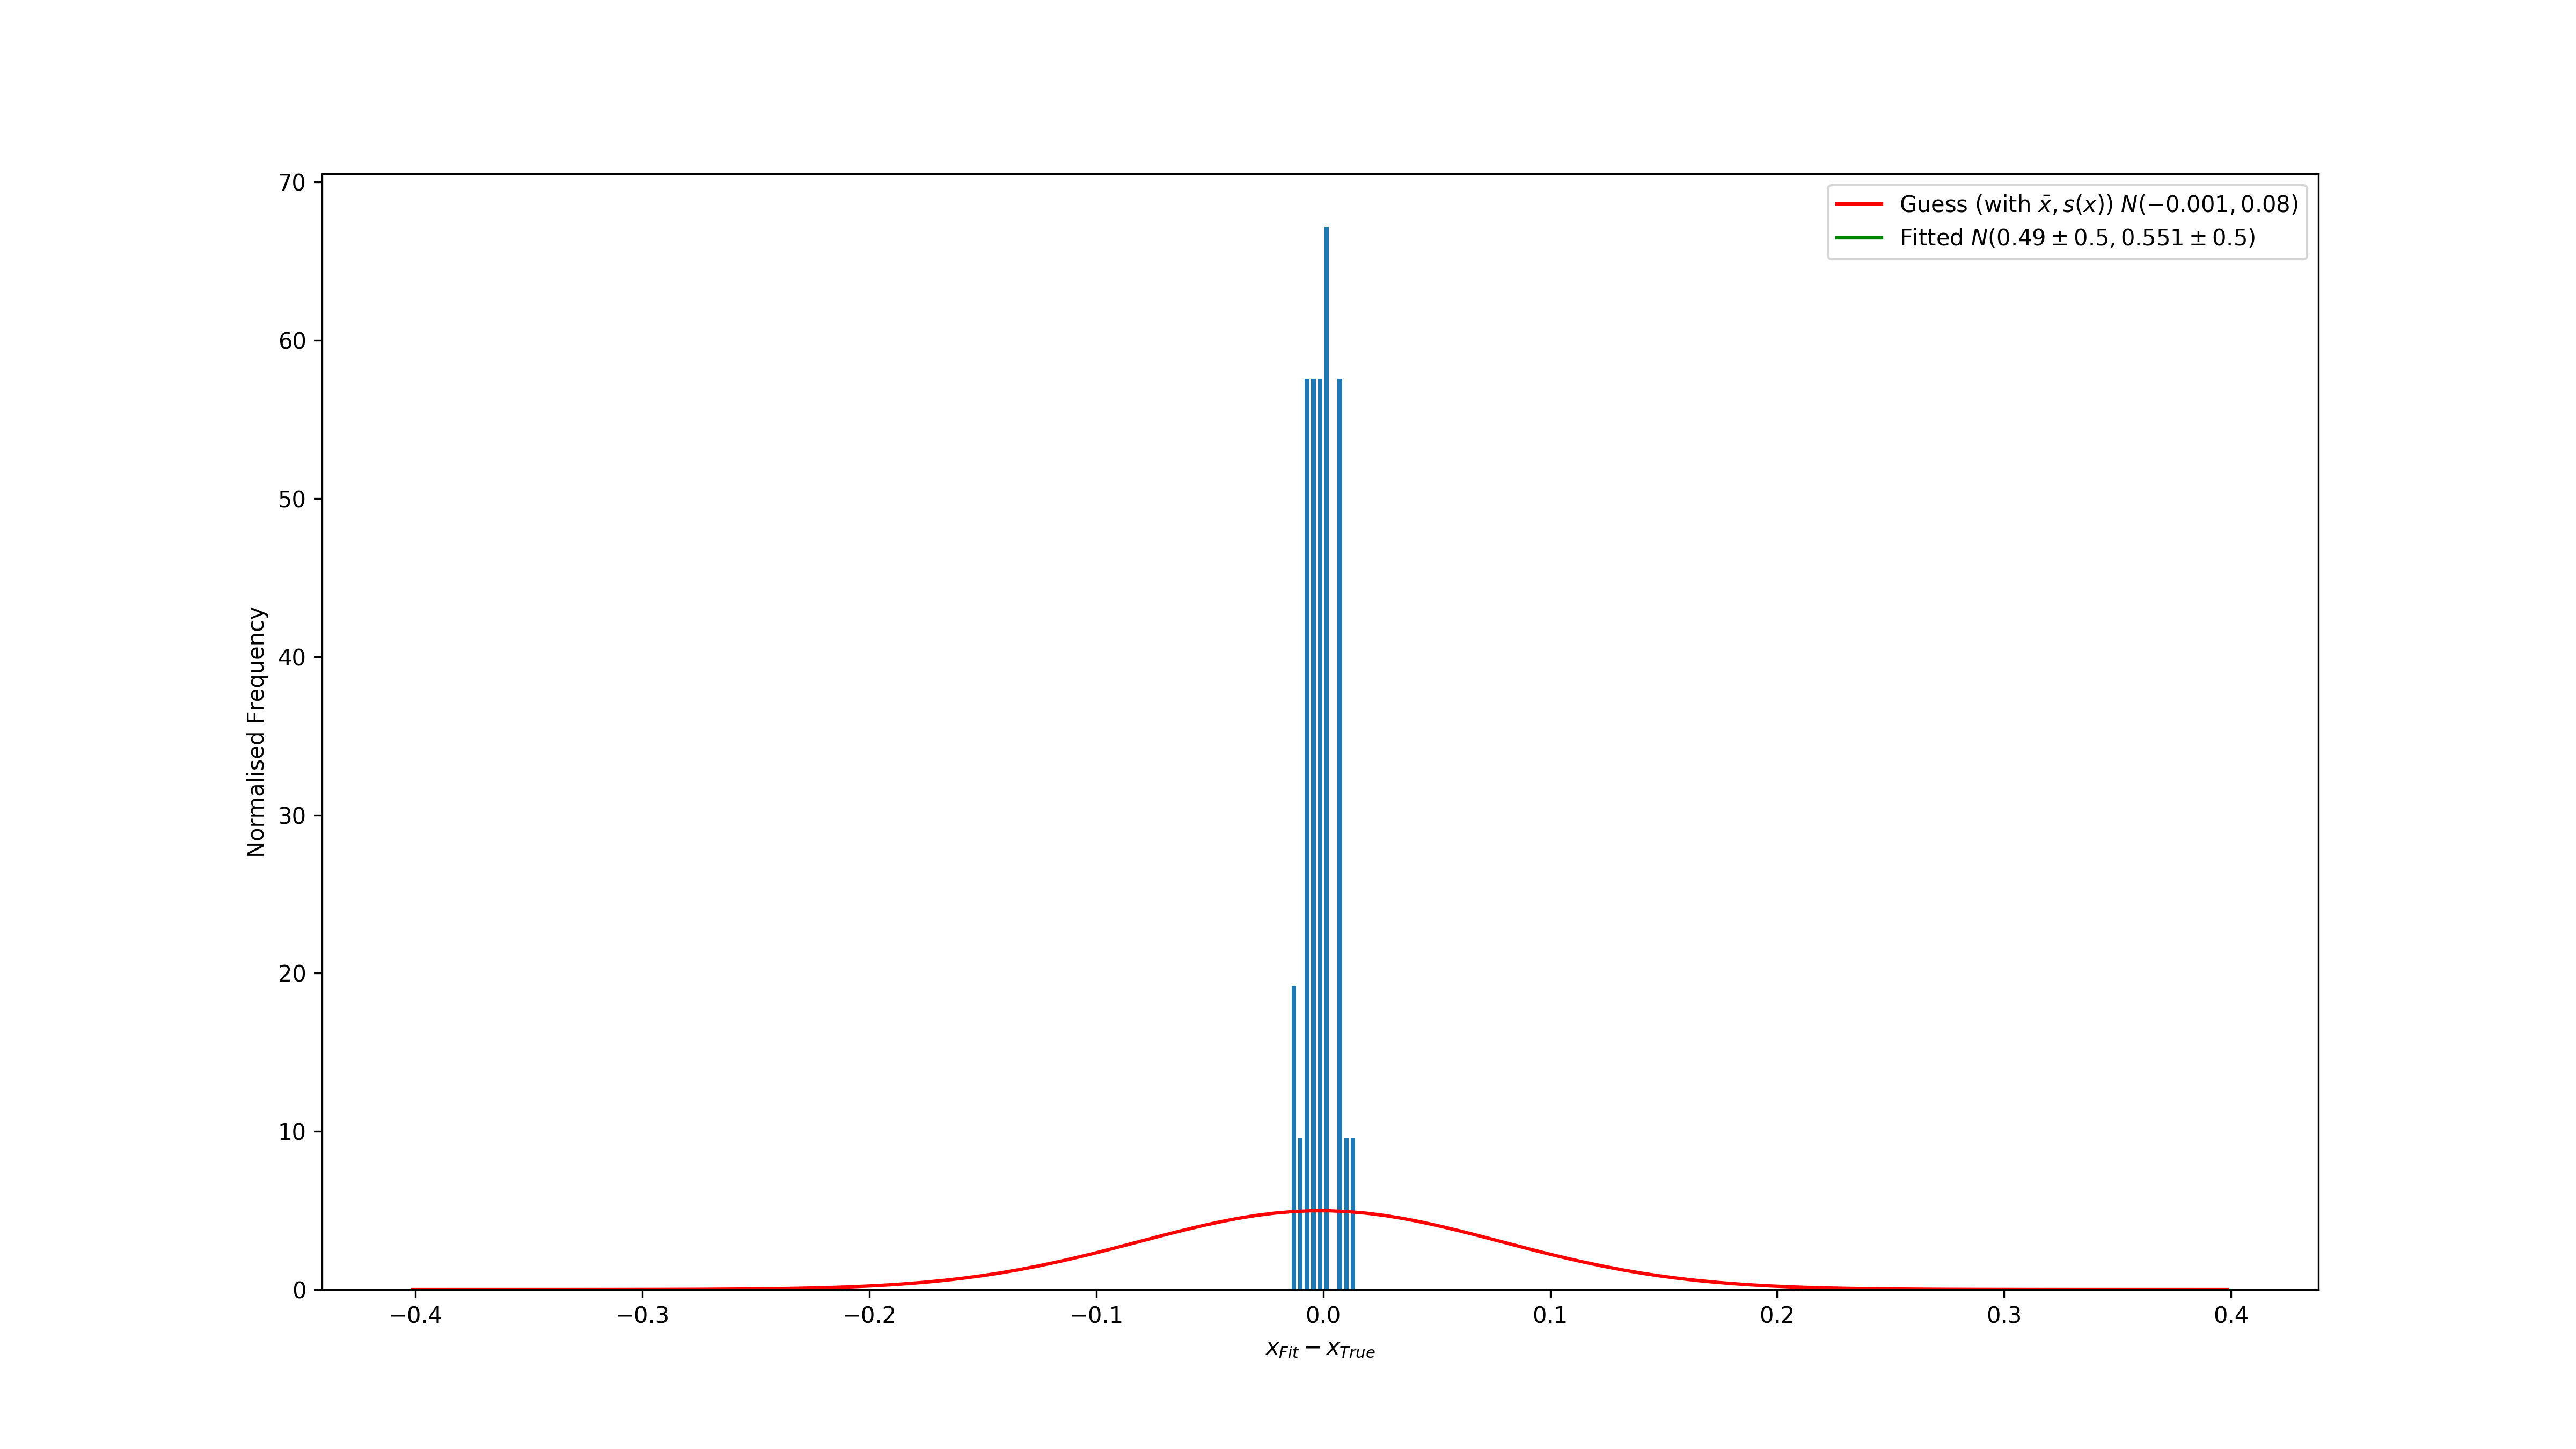 Guess (with x̄, s(x)) N(−0.001, 0.08)
Fitted N(0.49 ± 0.5, 0.551 ± 0.5)
70
60
50
40
30
20
10
0
Normalised Frequency
−0.4 −0.3 −0.2 −0.1 0.0 0.1 0.2 0.3 0.4
x_Fit − x_True